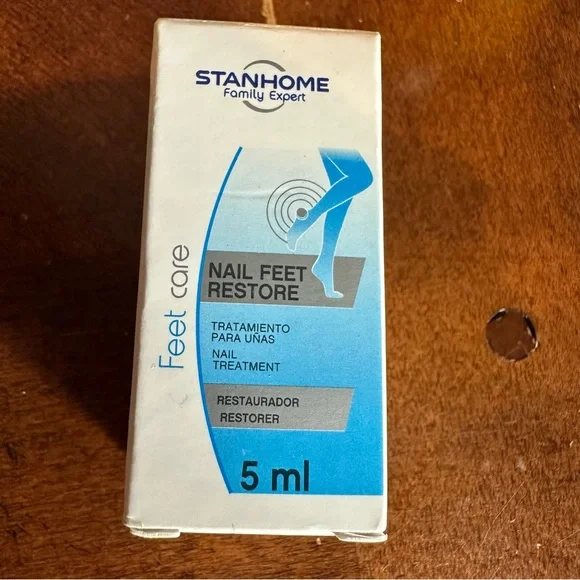 STANHOME
Family Expert
Feet care
NAIL FEET
RESTORE
TRATAMIENTO
PARA UÑAS
NAIL
TREATMENT
RESTAURADOR
RESTORER
5 ml